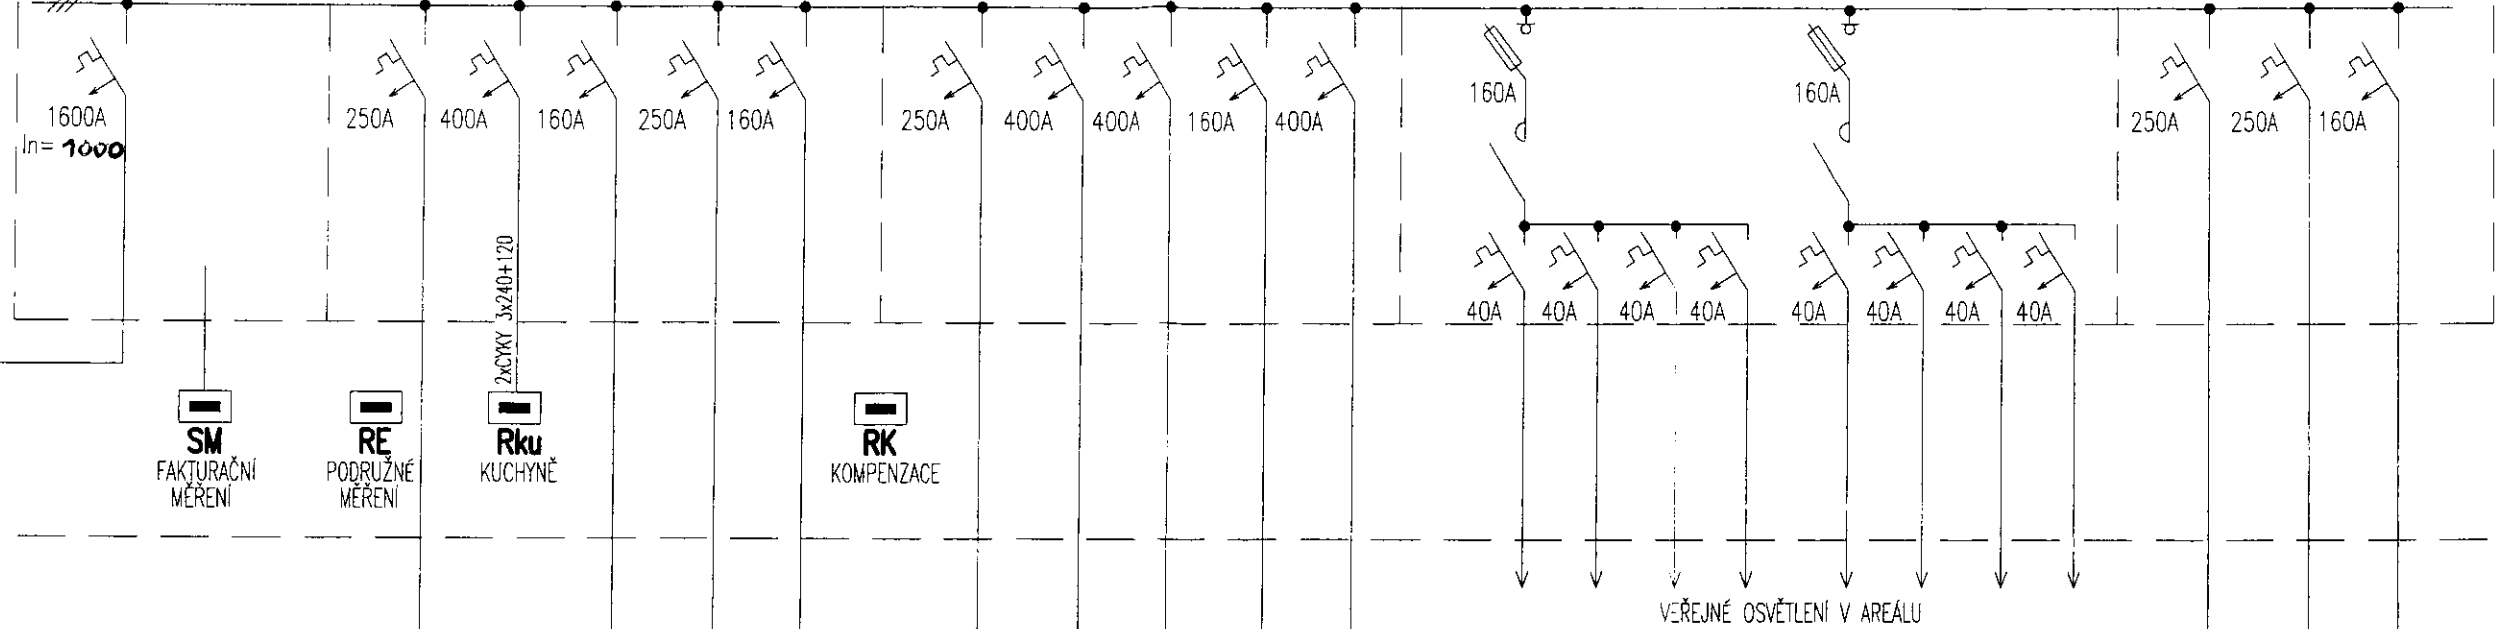 1600A
In= 1000
250A
400A
160A
250A
160A
250A
400A
400A
160A
400A
160A
160A
250A
250A
160A
2xCYKY 3x240+120
40A
40A
40A
40A
40A
40A
40A
40A
SM
FAKTURAČNÍ
MĚŘENÍ
RE
PODRUŽNÉ
MĚŘENÍ
Rku
KUCHYNĚ
RK
KOMPENZACE
VEŘEJNÉ OSVĚTLENÍ V AREÁLU